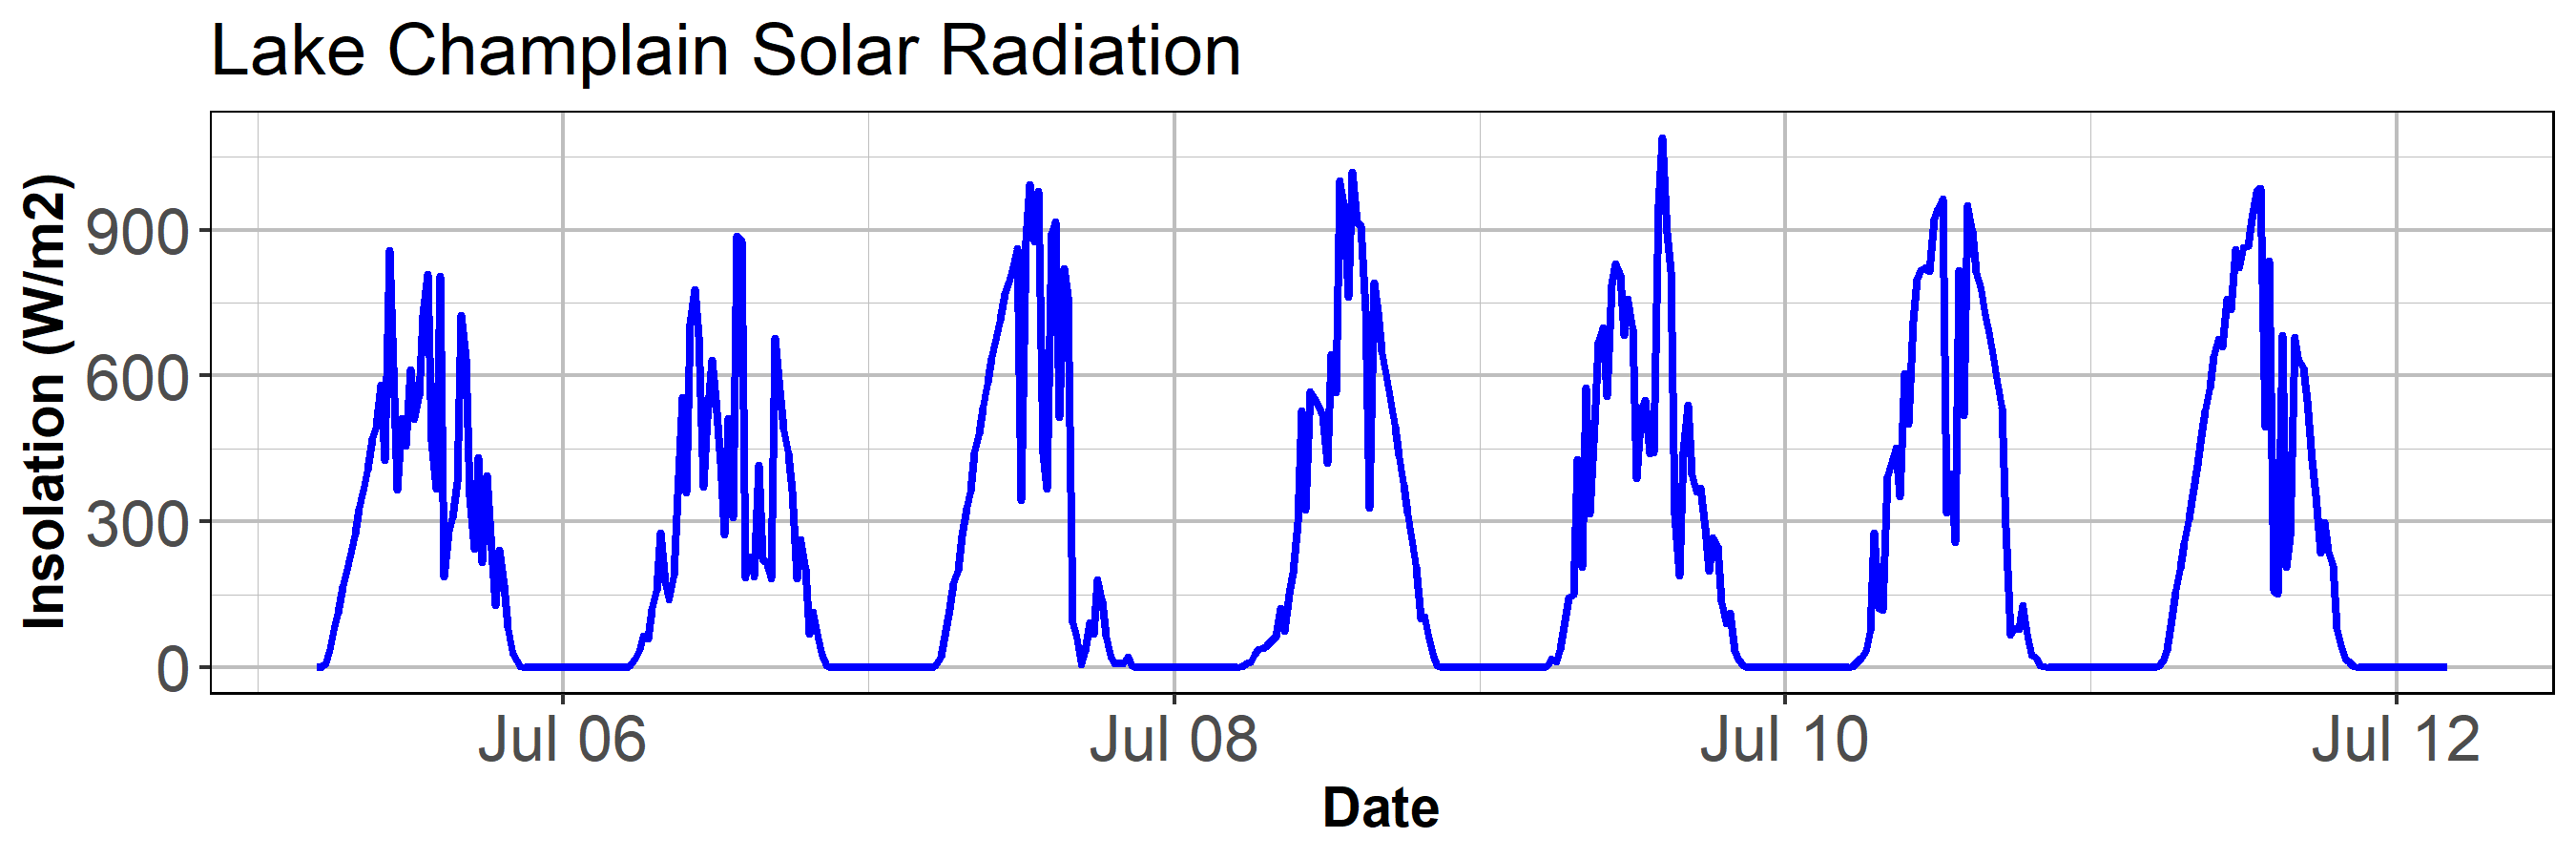 Lake Champlain Solar Radiation
Insolation (W/m2)
900
600
300
0
Jul 06
Jul 08
Jul 10
Jul 12
Date